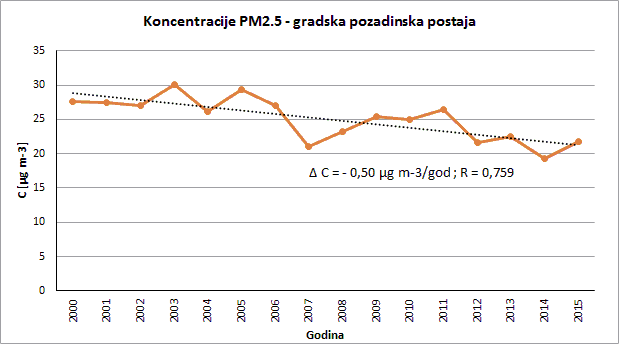 Koncentracije PM2.5 - gradska pozadinska postaja
C [µg m-3]
35
30
25
20
15
10
5
0
Δ C = - 0,50 µg m-3/god ; R = 0,759
2000 2001 2002 2003 2004 2005 2006 2007 2008 2009 2010 2011 2012 2013 2014 2015
Godina